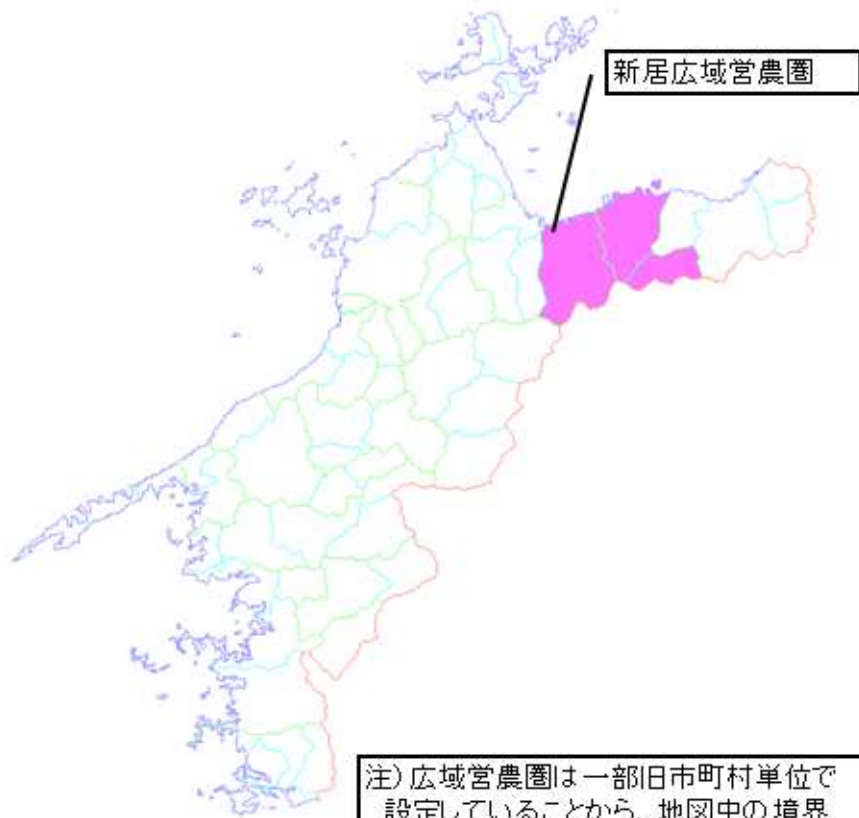 新居広域営農圏
注)広域営農圏は一部旧市町村単位で
設定していることから、地図中の境界